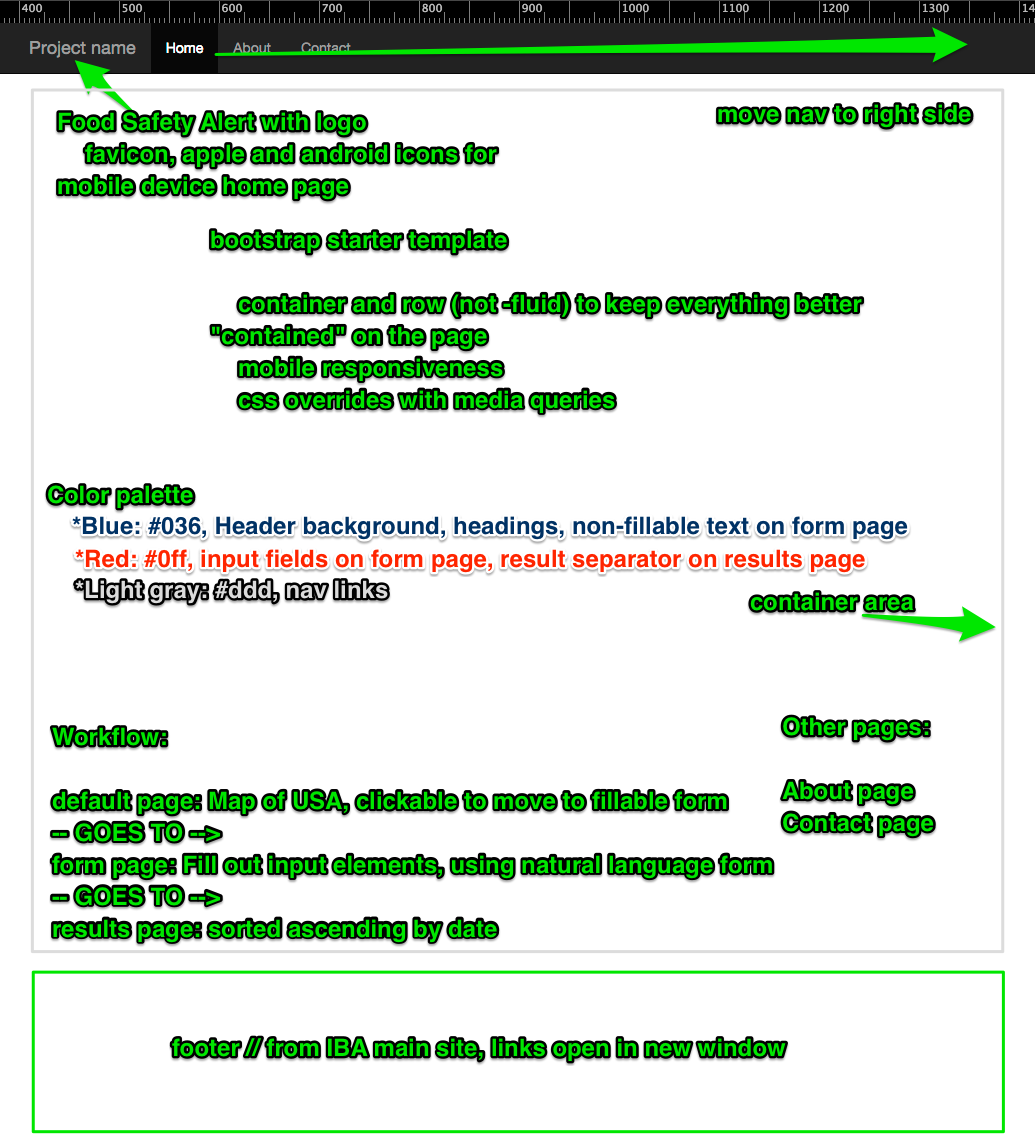 400 500 600 700 800 900 1000 1100 1200 1300 14
Project name Home About Contact
Food Safety Alert with logo
move nav to right side
favicon, apple and android icons for
mobile device home page
bootstrap starter template
container and row (not -fluid) to keep everything better
"contained" on the page
mobile responsiveness
css overrides with media queries
Color palette
*Blue: #036, Header background, headings, non-fillable text on form page
*Red: #0ff, input fields on form page, result separator on results page
*Light gray: #ddd, nav links
container area
Workflow:
default page: Map of USA, clickable to move to fillable form
-- GOES TO -->
form page: Fill out input elements, using natural language form
-- GOES TO -->
results page: sorted ascending by date
Other pages:
About page
Contact page
footer // from IBA main site, links open in new window